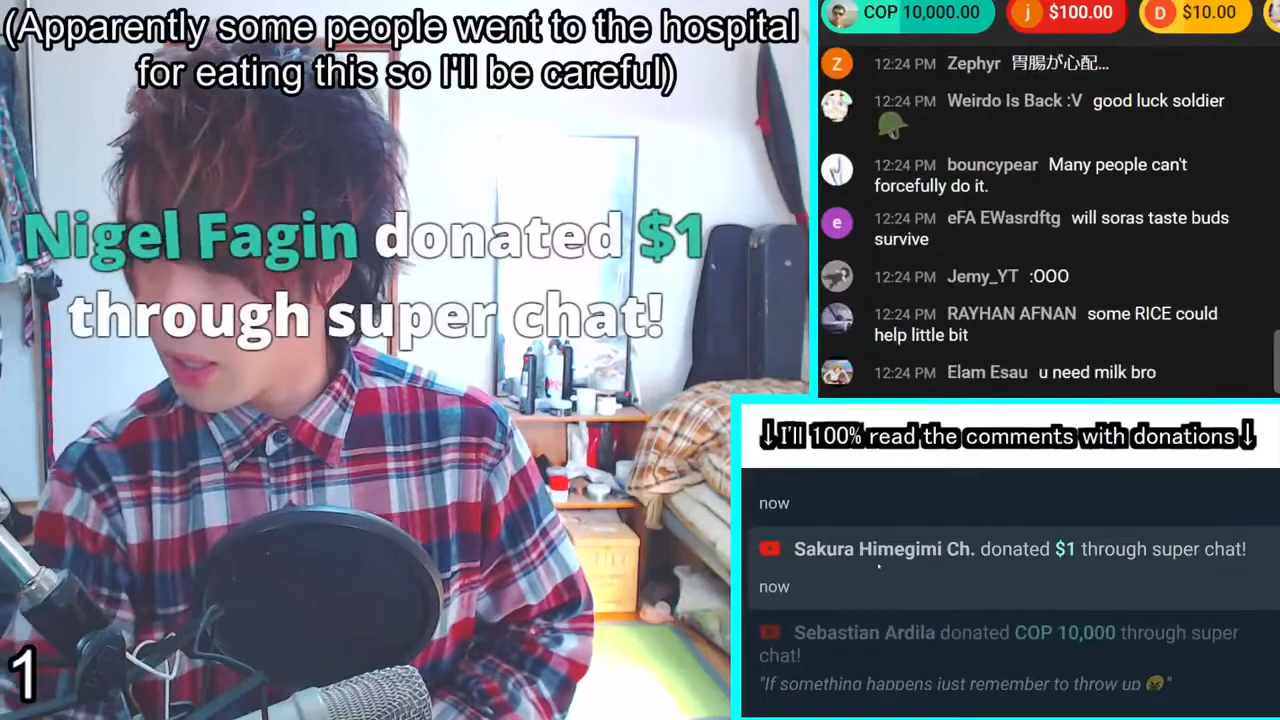 (Apparently some people went to the hospital
for eating this so I'll be careful)
Nigel Fagin donated $1
through super chat!
1
COP 10,000.00
j $100.00
D $10.00
Z 12:24 PM Zephyr 胃腸が心配...
12:24 PM Weirdo Is Back :V good luck soldier
12:24 PM bouncypear Many people can't
forcefully do it.
e 12:24 PM eFA EWasrdftg will soras taste buds
survive
12:24 PM Jemy_YT :OOO
12:24 PM RAYHAN AFNAN some RICE could
help little bit
12:24 PM Elam Esau u need milk bro
↓I'll 100% read the comments with donations↓
now
Sakura Himegimi Ch. donated $1 through super chat!
now
Sebastian Ardila donated COP 10,000 through super
chat!
"If something happens just remember to throw up 🤮"